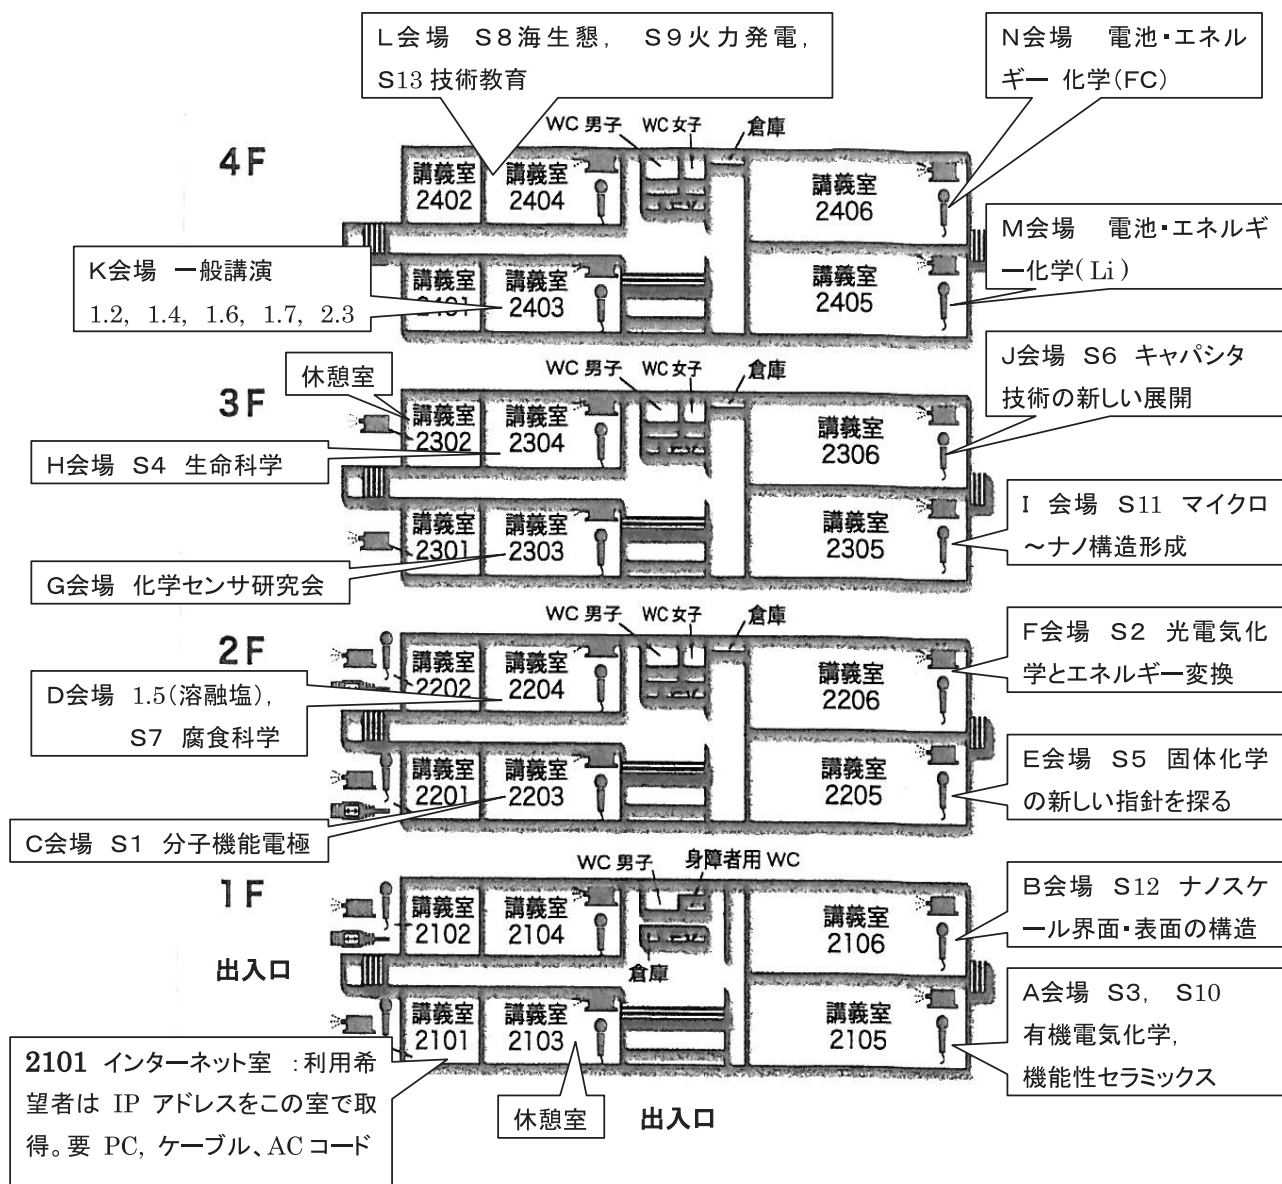 L会場 S8海生懇, S9火力発電,
S13 技術教育
N会場 電池・エネル
ギー 化学(FC)
WC 男子
WC 女子
倉庫
4F
講義室
2402
講義室
2404
講義室
2406
M会場 電池・エネルギ
ー化学(Li)
K会場 一般講演
1.2, 1.4, 1.6, 1.7, 2.3
講義室
2401
講義室
2403
講義室
2405
J会場 S6 キャパシタ
技術の新しい展開
休憩室
WC 男子
WC 女子
倉庫
3F
講義室
2302
講義室
2304
講義室
2306
H会場 S4 生命科学
I 会場 S11 マイクロ
～ナノ構造形成
講義室
2301
講義室
2303
講義室
2305
G会場 化学センサ研究会
WC 男子
WC 女子
倉庫
F会場 S2 光電気化
学とエネルギー変換
2F
講義室
2202
講義室
2204
講義室
2206
D会場 1.5(溶融塩),
S7 腐食科学
講義室
2201
講義室
2203
講義室
2205
E会場 S5 固体化学
の新しい指針を探る
C会場 S1 分子機能電極
WC 男子
身障者用 WC
1F
講義室
2102
講義室
2104
講義室
2106
B会場 S12 ナノスケ
ール界面・表面の構造
出入口
倉庫
A会場 S3, S10
有機電気化学,
機能性セラミックス
講義室
2101
講義室
2103
講義室
2105
2101 インターネット室 :利用希
望者は IP アドレスをこの室で取
得。要 PC, ケーブル、AC コード
休憩室
出入口